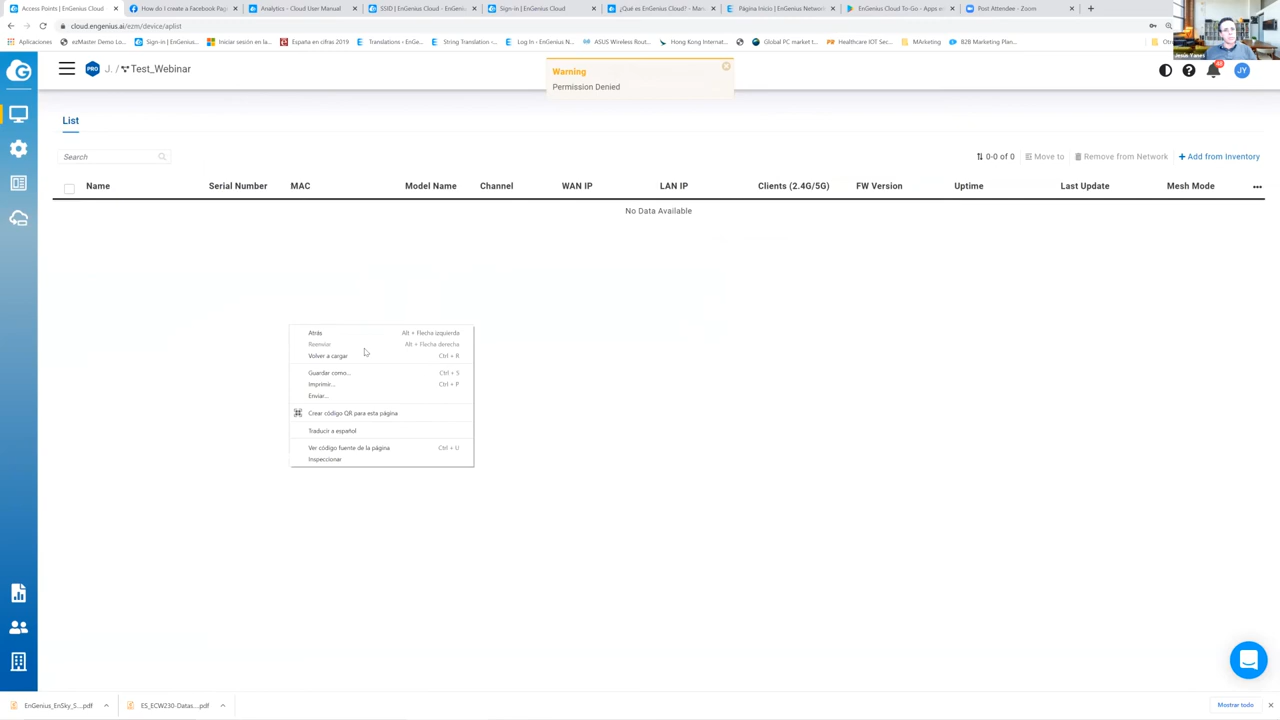 Access Points | EnGenius Cloud
How do I create a Facebook Pag
Analytics - Cloud User Manual
SSID | EnGenius Cloud - EnGeni
Sign-in | EnGenius Cloud
¿Qué es EnGenius Cloud? - Man
Página Inicio | EnGenius Network
EnGenius Cloud To-Go - Apps e
Post Attendee - Zoom
cloud.engenius.ai/ezm/device/aplist
Aplicaciones
ezMaster Demo Lo...
Sign-in | EnGenius...
Iniciar sesión en la...
España en cifras 2019
Translations ‹ EnGe...
String Translation ‹...
Log In ‹ EnGenius N...
ASUS Wireless Rout...
Hong Kong Internat...
Global PC market t...
Healthcare IOT Sec...
MArketing
B2B Marketing Plan...
Jesús Yanes
PRO J. / Test_Webinar
Warning
Permission Denied
JY
List
Search
0-0 of 0
Move to
Remove from Network
+ Add from Inventory
Name Serial Number MAC Model Name Channel WAN IP LAN IP Clients (2.4G/5G) FW Version Uptime Last Update Mesh Mode
No Data Available
Atrás Alt + Flecha izquierda
Reenviar Alt + Flecha derecha
Volver a cargar Ctrl + R
Guardar como... Ctrl + S
Imprimir... Ctrl + P
Enviar...
Crear código QR para esta página
Traducir a español
Ver código fuente de la página Ctrl + U
Inspeccionar
EnGenius_EnSky_S....pdf
ES_ECW230-Datas....pdf
Mostrar todo